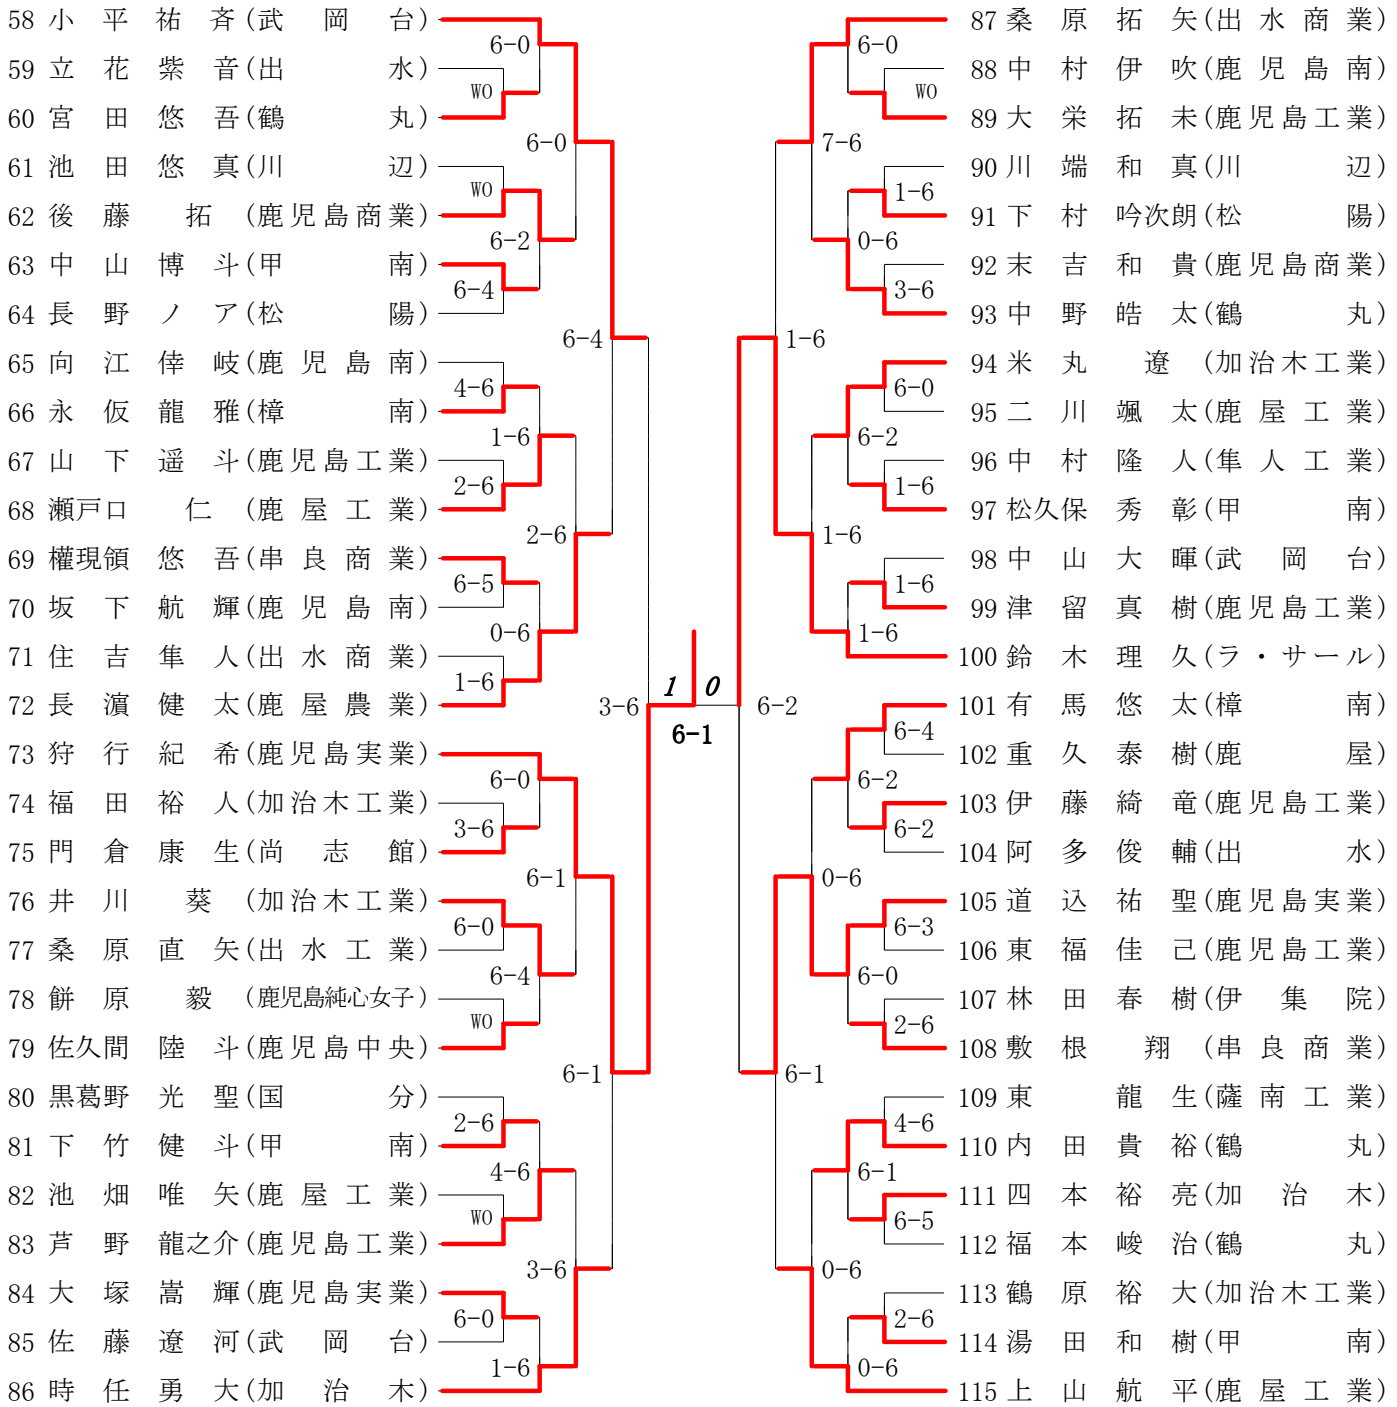 58 小平祐斉(武岡台)
6-0
59 立花紫音(出水)
WO
60 宮田悠吾(鶴丸)
6-0
61 池田悠真(川辺)
WO
62 後藤拓(鹿児島商業)
6-2
63 中山博斗(甲南)
6-4
64 長野ノア(松陽)
6-4
65 向江倖岐(鹿児島南)
4-6
66 永仮龍雅(樟南)
1-6
67 山下遥斗(鹿児島工業)
2-6
68 瀬戸口仁(鹿屋工業)
2-6
69 權現領悠吾(串良商業)
6-5
70 坂下航輝(鹿児島南)
0-6
71 住吉隼人(出水商業)
1-6
72 長濵健太(鹿屋農業)
3-6
73 狩行紀希(鹿児島実業)
6-0
74 福田裕人(加治木工業)
3-6
75 門倉康生(尚志館)
6-1
76 井川葵(加治木工業)
6-0
77 桑原直矢(出水工業)
6-4
78 餅原毅(鹿児島純心女子)
WO
79 佐久間陸斗(鹿児島中央)
6-1
80 黒葛野光聖(国分)
2-6
81 下竹健斗(甲南)
4-6
82 池畑唯矢(鹿屋工業)
WO
83 芦野龍之介(鹿児島工業)
3-6
84 大塚嵩輝(鹿児島実業)
6-0
85 佐藤遼河(武岡台)
1-6
86 時任勇大(加治木)
1 0
6-1
87 桑原拓矢(出水商業)
6-0
88 中村伊吹(鹿児島南)
WO
89 大栄拓未(鹿児島工業)
7-6
90 川端和真(川辺)
1-6
91 下村吟次朗(松陽)
0-6
92 末吉和貴(鹿児島商業)
3-6
93 中野皓太(鶴丸)
1-6
94 米丸遼(加治木工業)
6-0
95 二川颯太(鹿屋工業)
6-2
96 中村隆人(隼人工業)
1-6
97 松久保秀彰(甲南)
1-6
98 中山大暉(武岡台)
1-6
99 津留真樹(鹿児島工業)
1-6
100 鈴木理久(ラ・サール)
6-2
101 有馬悠太(樟南)
6-4
102 重久泰樹(鹿屋)
6-2
103 伊藤綺竜(鹿児島工業)
6-2
104 阿多俊輔(出水)
0-6
105 道込祐聖(鹿児島実業)
6-3
106 東福佳己(鹿児島工業)
6-0
107 林田春樹(伊集院)
2-6
108 敷根翔(串良商業)
6-1
109 東龍生(薩南工業)
4-6
110 内田貴裕(鶴丸)
6-1
111 四本裕亮(加治木)
6-5
112 福本峻治(鶴丸)
0-6
113 鶴原裕大(加治木工業)
2-6
114 湯田和樹(甲南)
0-6
115 上山航平(鹿屋工業)